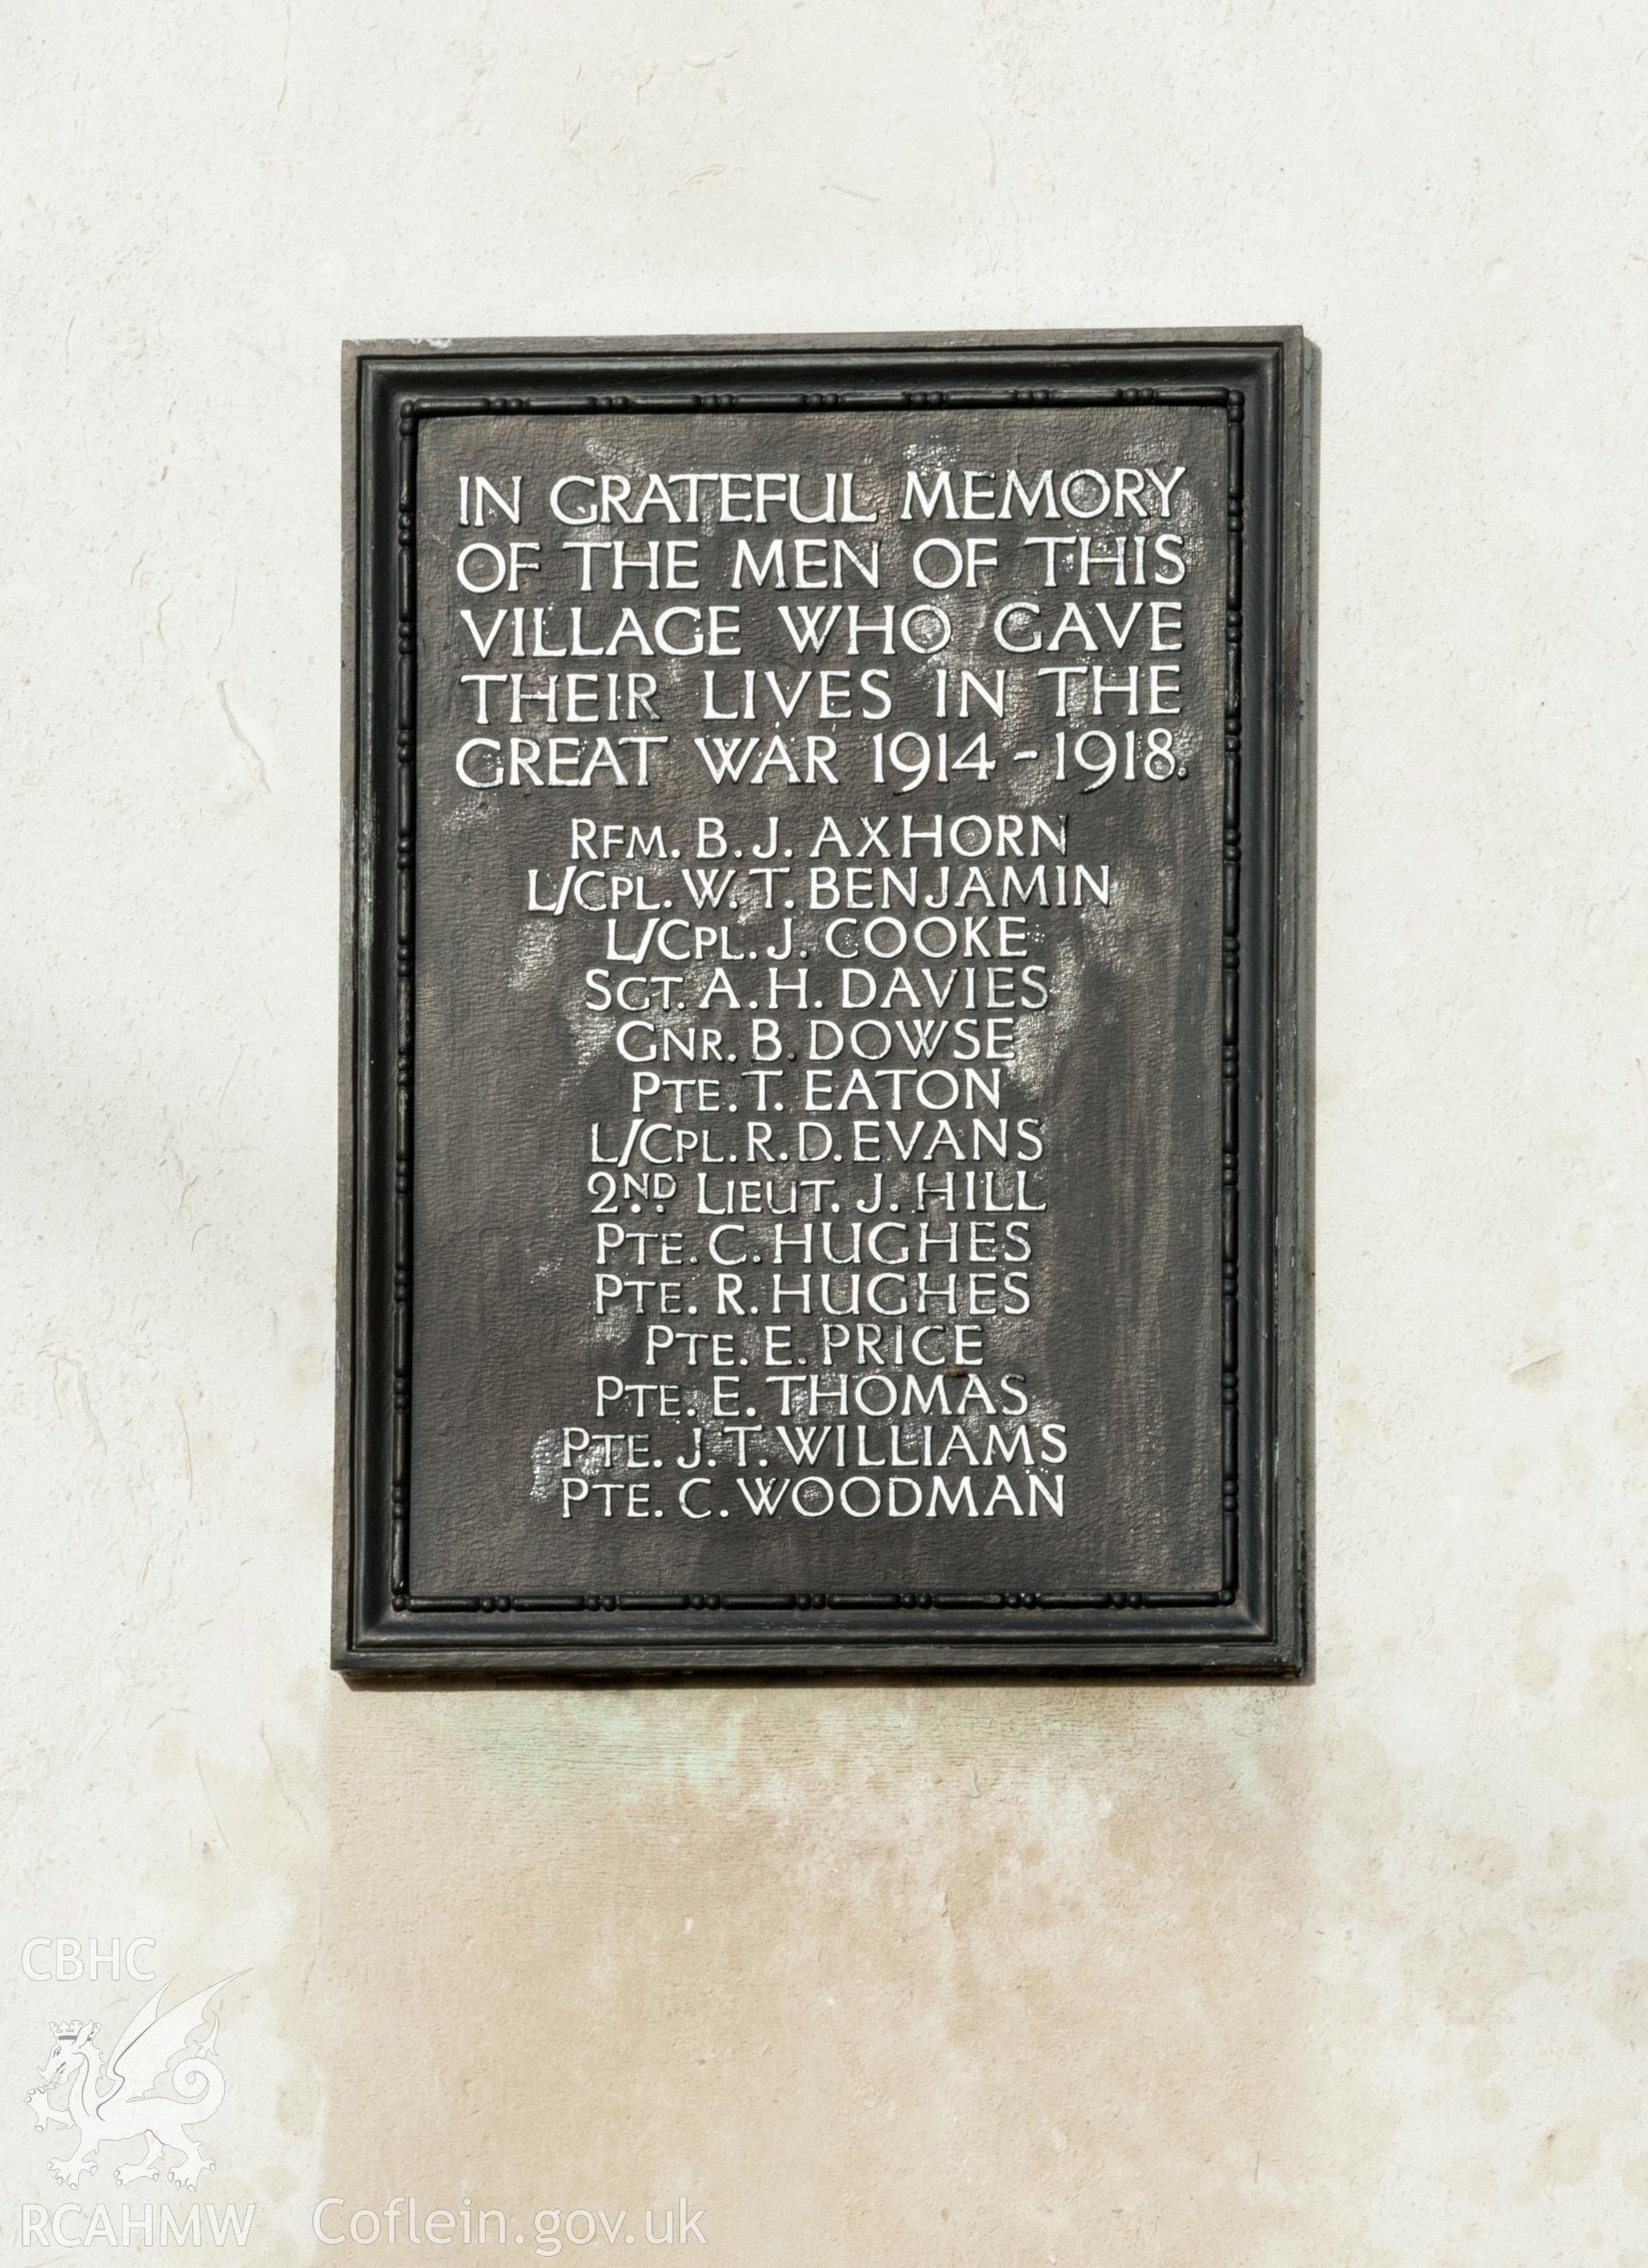 IN GRATEFUL MEMORY
OF THE MEN OF THIS
VILLAGE WHO GAVE
THEIR LIVES IN THE
GREAT WAR 1914-1918.
RFM. B. J. AXHORN
L/CPL. W. T. BENJAMIN
L/CPL. J. COOKE
SGT. A. H. DAVIES
GNR. B. DOWSE
PTE. T. EATON
L/CPL. R. D. EVANS
2ND LIEUT. J. HILL
PTE. C. HUGHES
PTE. R. HUGHES
PTE. E. PRICE
PTE. E. THOMAS
PTE. J. T. WILLIAMS
PTE. C. WOODMAN
CBHC
RCAHMW Coflein.gov.uk